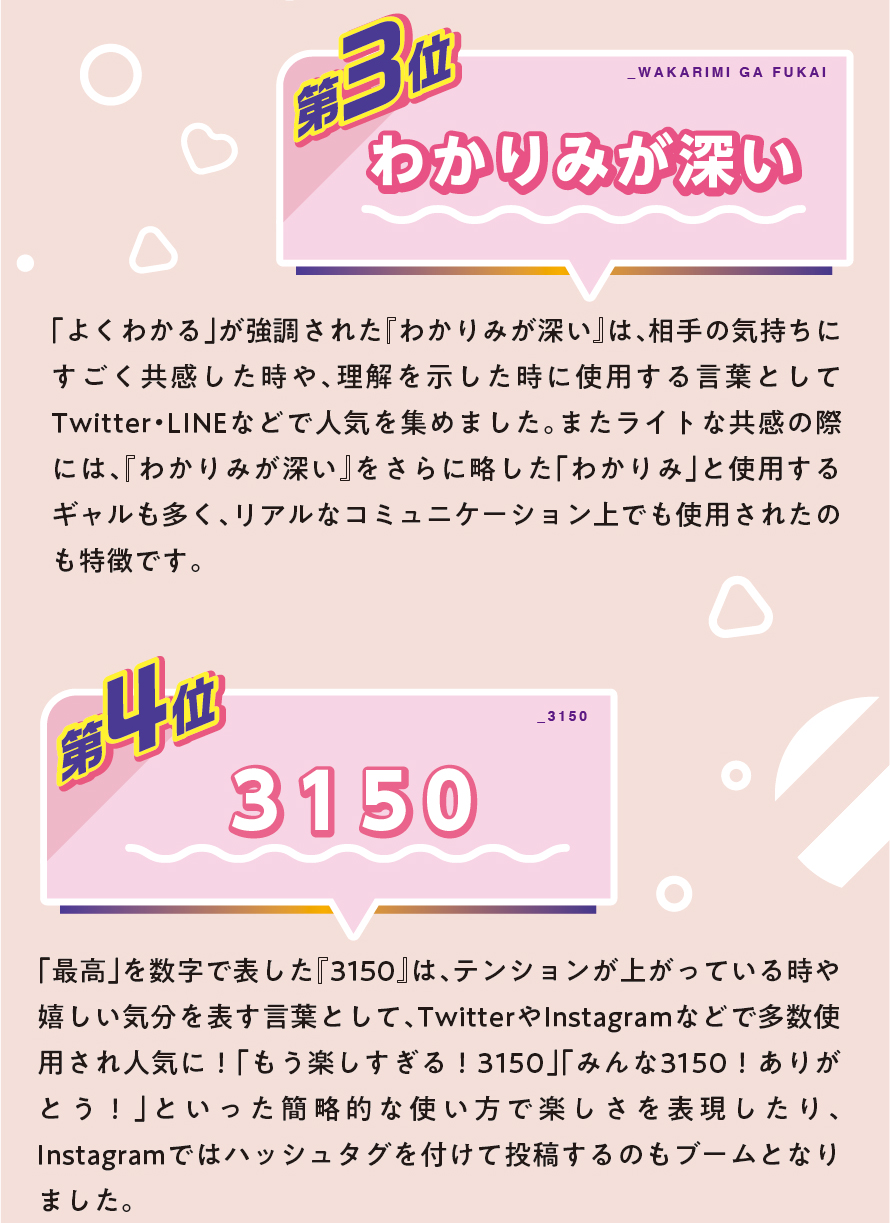 第3位
_WAKARIMI GA FUKAI
わかりみが深い
「よくわかる」が強調された『わかりみが深い』は、相手の気持ちに
すごく共感した時や、理解を示した時に使用する言葉として
Twitter・LINEなどで人気を集めました。またライトな共感の際
には、『わかりみが深い』をさらに略した「わかりみ」と使用する
ギャルも多く、リアルなコミュニケーション上でも使用されたの
も特徴です。
第4位
_3150
3150
「最高」を数字で表した『3150』は、テンションが上がっている時や
嬉しい気分を表す言葉として、TwitterやInstagramなどで多数使
用され人気に！「もう楽しすぎる！3150」「みんな3150！ありが
とう！」といった簡略的な使い方で楽しさを表現したり、
Instagramではハッシュタグを付けて投稿するのもブームとなり
ました。